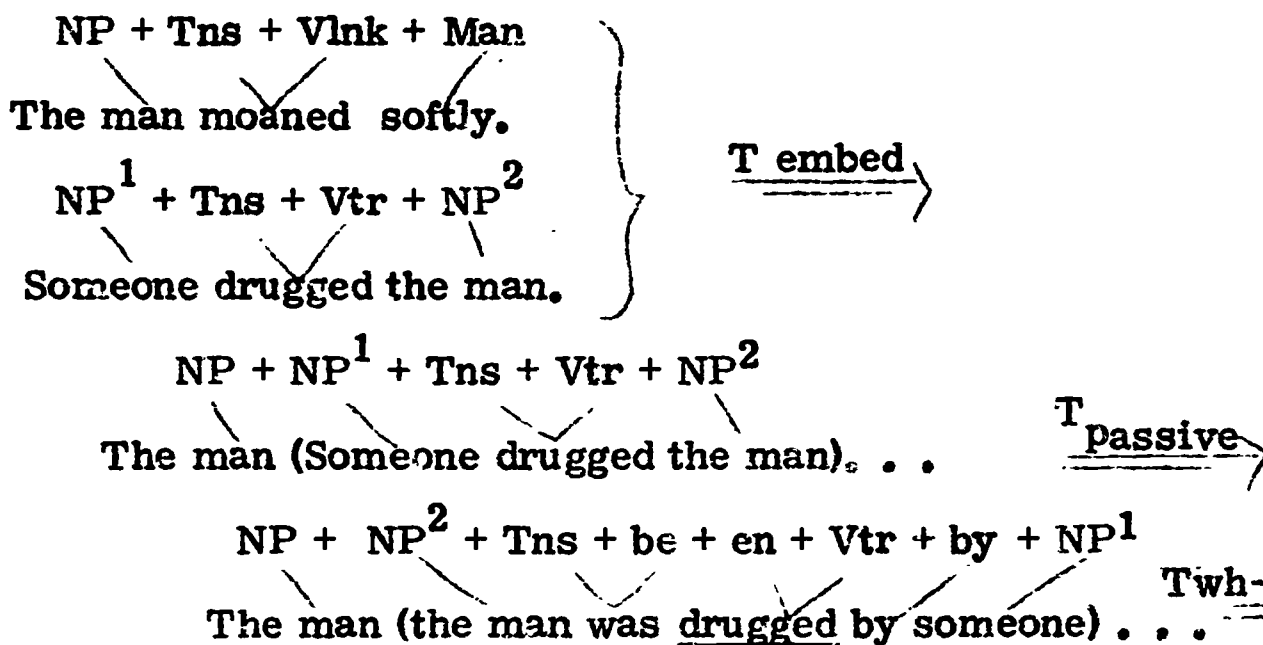 NP + Tns + Vlnk + Man
The man moaned softly.
T embed
NP¹ + Tns + Vtr + NP²
Someone drugged the man.
NP + NP¹ + Tns + Vtr + NP²
The man (Someone drugged the man). . .
T passive
NP + NP² + Tns + be + en + Vtr + by + NP¹
Twh-
The man (the man was drugged by someone) . . .